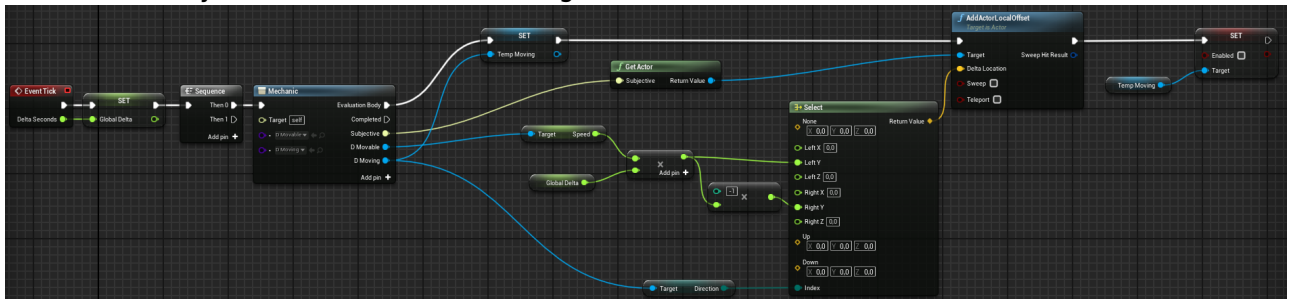 Event Tick
Delta Seconds
SET
Global Delta
Sequence
Then 0
Then 1
Add pin +
Mechanic
Evaluation Body
Target self
Completed
- D Movable
Subjective
- D Moving
D Movable
D Moving
Add pin +
SET
Temp Moving
f Get Actor
Subjective Return Value
Target Speed
Global Delta
×
Add pin +
-1 ×
Target Direction
Select
None
Return Value
X 0,0 Y 0,0 Z 0,0
Left X 0,0
Left Y
Left Z 0,0
Right X 0,0
Right Y
Right Z 0,0
Up
X 0,0 Y 0,0 Z 0,0
Down
X 0,0 Y 0,0 Z 0,0
Index
f AddActorLocalOffset
Target is Actor
Target Sweep Hit Result
Delta Location
Sweep
Teleport
Temp Moving
SET
Enabled
Target